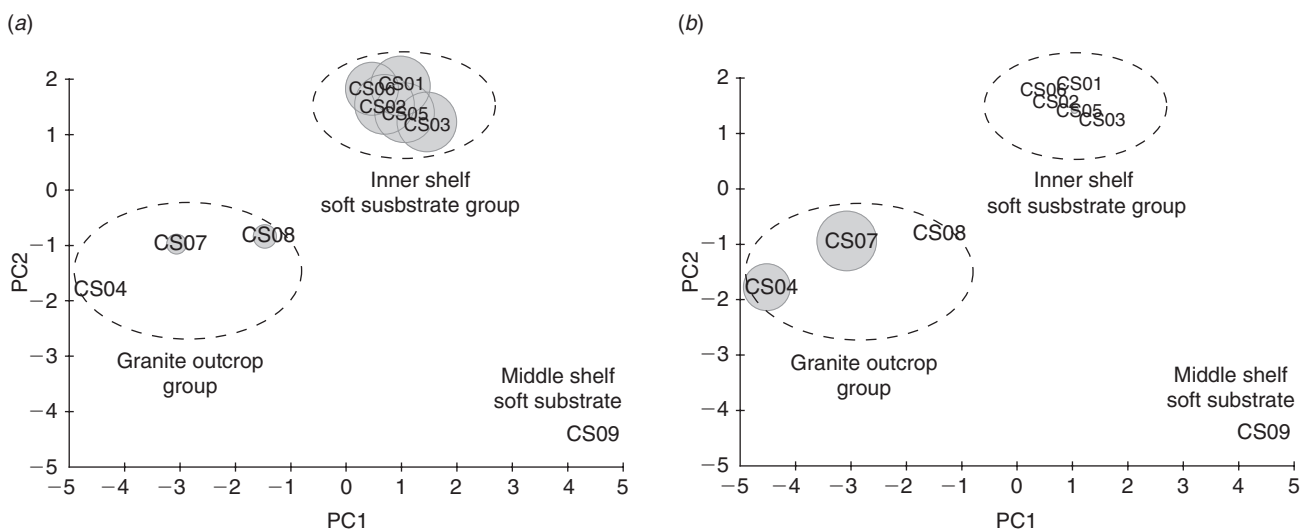 (a)
2
1
0
−1
−2
−3
−4
−5
PC2
CS06
CS01
CS02
CS05
CS03
Inner shelf
soft susbstrate group
CS07
CS08
CS04
Granite outcrop
group
Middle shelf
soft substrate
CS09
−5 −4 −3 −2 −1 0 1 2 3 4 5
PC1
(b)
2
1
0
−1
−2
−3
−4
−5
PC2
CS06
CS01
CS02
CS05
CS03
Inner shelf
soft susbstrate group
CS07
CS08
CS04
Granite outcrop
group
Middle shelf
soft substrate
CS09
−5 −4 −3 −2 −1 0 1 2 3 4 5
PC1